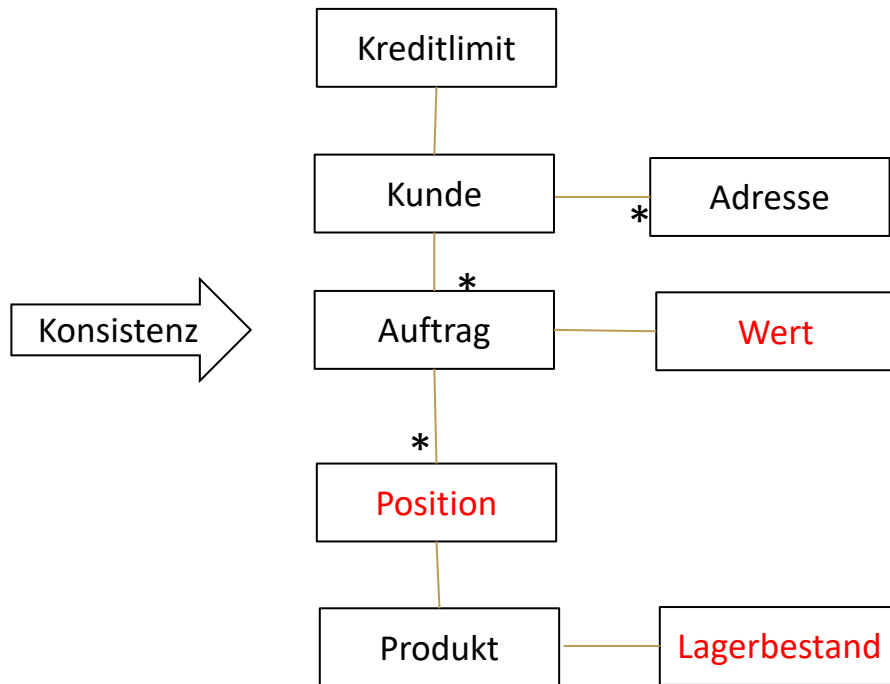 Kreditlimit
Kunde
Adresse
*
*
Konsistenz
Auftrag
Wert
*
Position
Produkt
Lagerbestand